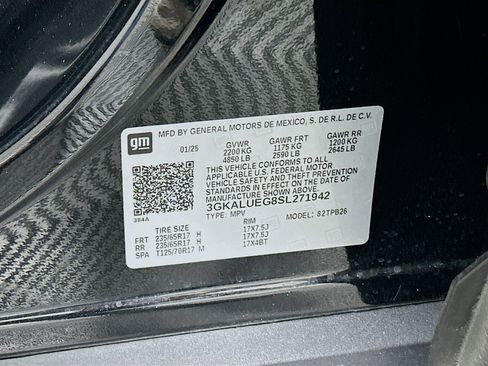 MFD BY GENERAL MOTORS DE MEXICO, S. DE R.L. DE C.V.
gm
01/25 GVWR GAWR FRT GAWR RR
2200 KG 1175 KG 1200 KG
4850 LB 2590 LB 2645 LB
THIS VEHICLE CONFORMS TO ALL
APPLICABLE U.S. FEDERAL MOTOR
VEHICLE SAFETY AND THEFT PREVENTION
STANDARDS IN EFFECT ON THE DATE OF
MANUFACTURE SHOWN ABOVE.
3GKALUEG8SL271942
TYPE: MPV MODEL: 82TPB26
384A
TIRE SIZE RIM
FRT 235/65R17 H 17X7.5J
RR 235/65R17 H 17X7.5J
SPA T125/70R17 M 17X4BT